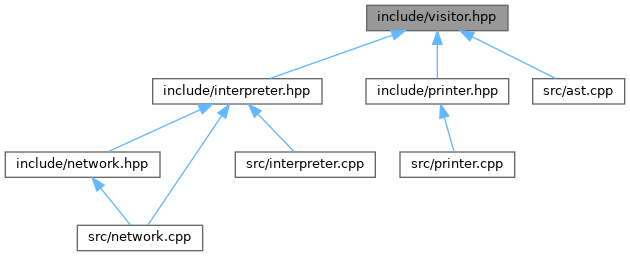 include/visitor.hpp
include/interpreter.hpp
include/printer.hpp
src/ast.cpp
include/network.hpp
src/interpreter.cpp
src/printer.cpp
src/network.cpp